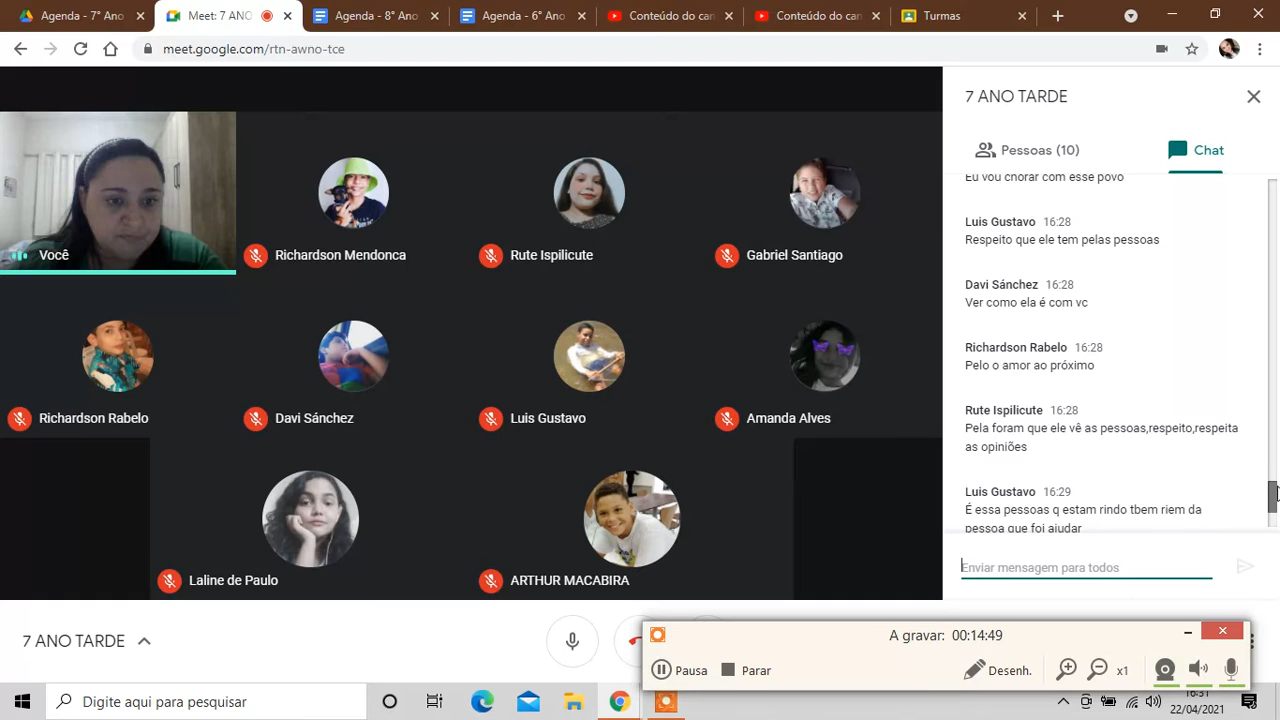 Agenda - 7° Ano
Meet: 7 ANO
Agenda - 8° Ano
Agenda - 6° Ano
Conteúdo do can
Conteúdo do can
Turmas
meet.google.com/rtn-awno-tce
7 ANO TARDE
Pessoas (10)
Chat
Eu vou chorar com esse povo
Luis Gustavo 16:28
Respeito que ele tem pelas pessoas
Davi Sánchez 16:28
Ver como ela é com vc
Richardson Rabelo 16:28
Pelo o amor ao próximo
Rute Ispilicute 16:28
Pela foram que ele vê as pessoas,respeito,respeita
as opiniões
Luis Gustavo 16:29
É essa pessoas q estam rindo tbem riem da
pessoa que foi ajudar
Enviar mensagem para todos
Você
Richardson Mendonca
Rute Ispilicute
Gabriel Santiago
Richardson Rabelo
Davi Sánchez
Luis Gustavo
Amanda Alves
Laline de Paulo
ARTHUR MACABIRA
7 ANO TARDE
A gravar: 00:14:49
Pausa
Parar
Desenh.
x1
Digite aqui para pesquisar
16:31
22/04/2021